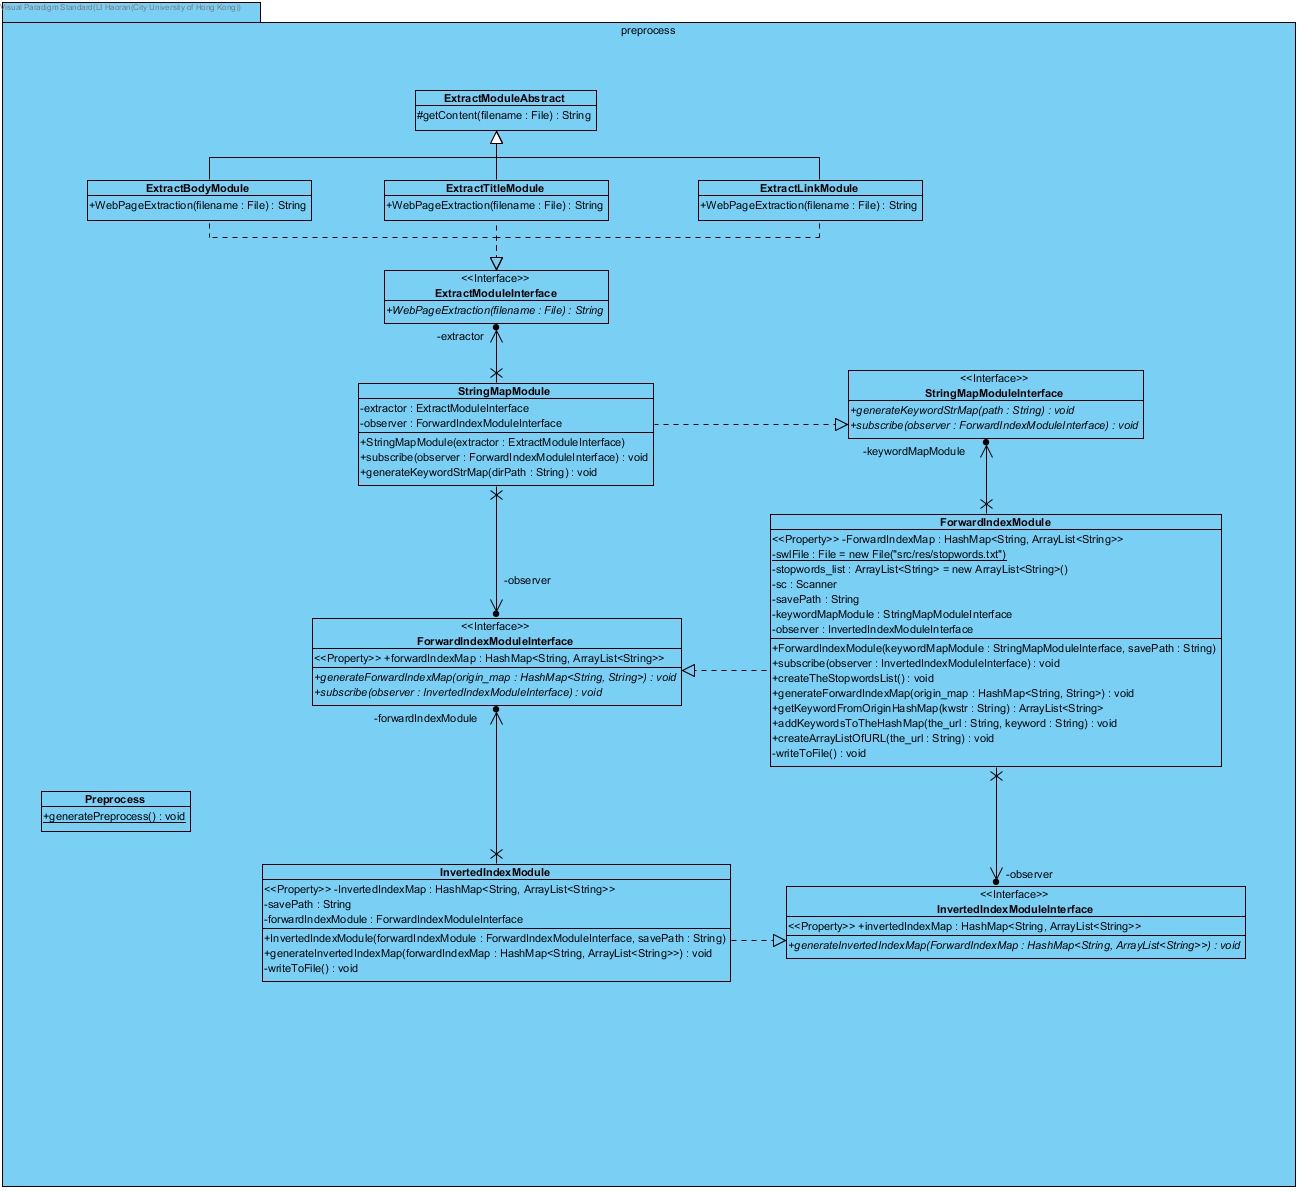 Visual Paradigm Standard(LI Haoran(City University of Hong Kong))
preprocess
ExtractModuleAbstract
#getContent(filename : File) : String
ExtractBodyModule
+WebPageExtraction(filename : File) : String
ExtractTitleModule
+WebPageExtraction(filename : File) : String
ExtractLinkModule
+WebPageExtraction(filename : File) : String
<<Interface>>
ExtractModuleInterface
+WebPageExtraction(filename : File) : String
-extractor
StringMapModule
-extractor : ExtractModuleInterface
-observer : ForwardIndexModuleInterface
+StringMapModule(extractor : ExtractModuleInterface)
+subscribe(observer : ForwardIndexModuleInterface) : void
+generateKeywordStrMap(dirPath : String) : void
<<Interface>>
StringMapModuleInterface
+generateKeywordStrMap(path : String) : void
+subscribe(observer : ForwardIndexModuleInterface) : void
-keywordMapModule
ForwardIndexModule
<<Property>> -ForwardIndexMap : HashMap<String, ArrayList<String>>
-swlFile : File = new File("src/res/stopwords.txt")
-stopwords_list : ArrayList<String> = new ArrayList<String>()
-sc : Scanner
-savePath : String
-keywordMapModule : StringMapModuleInterface
-observer : InvertedIndexModuleInterface
+ForwardIndexModule(keywordMapModule : StringMapModuleInterface, savePath : String)
+subscribe(observer : InvertedIndexModuleInterface) : void
+createTheStopwordsList() : void
+generateForwardIndexMap(origin_map : HashMap<String, String>) : void
+getKeywordFromOriginHashMap(kwstr : String) : ArrayList<String>
+addKeywordsToTheHashMap(the_url : String, keyword : String) : void
+createArrayListOfURL(the_url : String) : void
-writeToFile() : void
-observer
<<Interface>>
ForwardIndexModuleInterface
<<Property>> +forwardIndexMap : HashMap<String, ArrayList<String>>
+generateForwardIndexMap(origin_map : HashMap<String, String>) : void
+subscribe(observer : InvertedIndexModuleInterface) : void
-forwardIndexModule
Preprocess
+generatePreprocess() : void
InvertedIndexModule
<<Property>> -InvertedIndexMap : HashMap<String, ArrayList<String>>
-savePath : String
-forwardIndexModule : ForwardIndexModuleInterface
+InvertedIndexModule(forwardIndexModule : ForwardIndexModuleInterface, savePath : String)
+generateInvertedIndexMap(forwardIndexMap : HashMap<String, ArrayList<String>>) : void
-writeToFile() : void
-observer
<<Interface>>
InvertedIndexModuleInterface
<<Property>> +invertedIndexMap : HashMap<String, ArrayList<String>>
+generateInvertedIndexMap(ForwardIndexMap : HashMap<String, ArrayList<String>>) : void